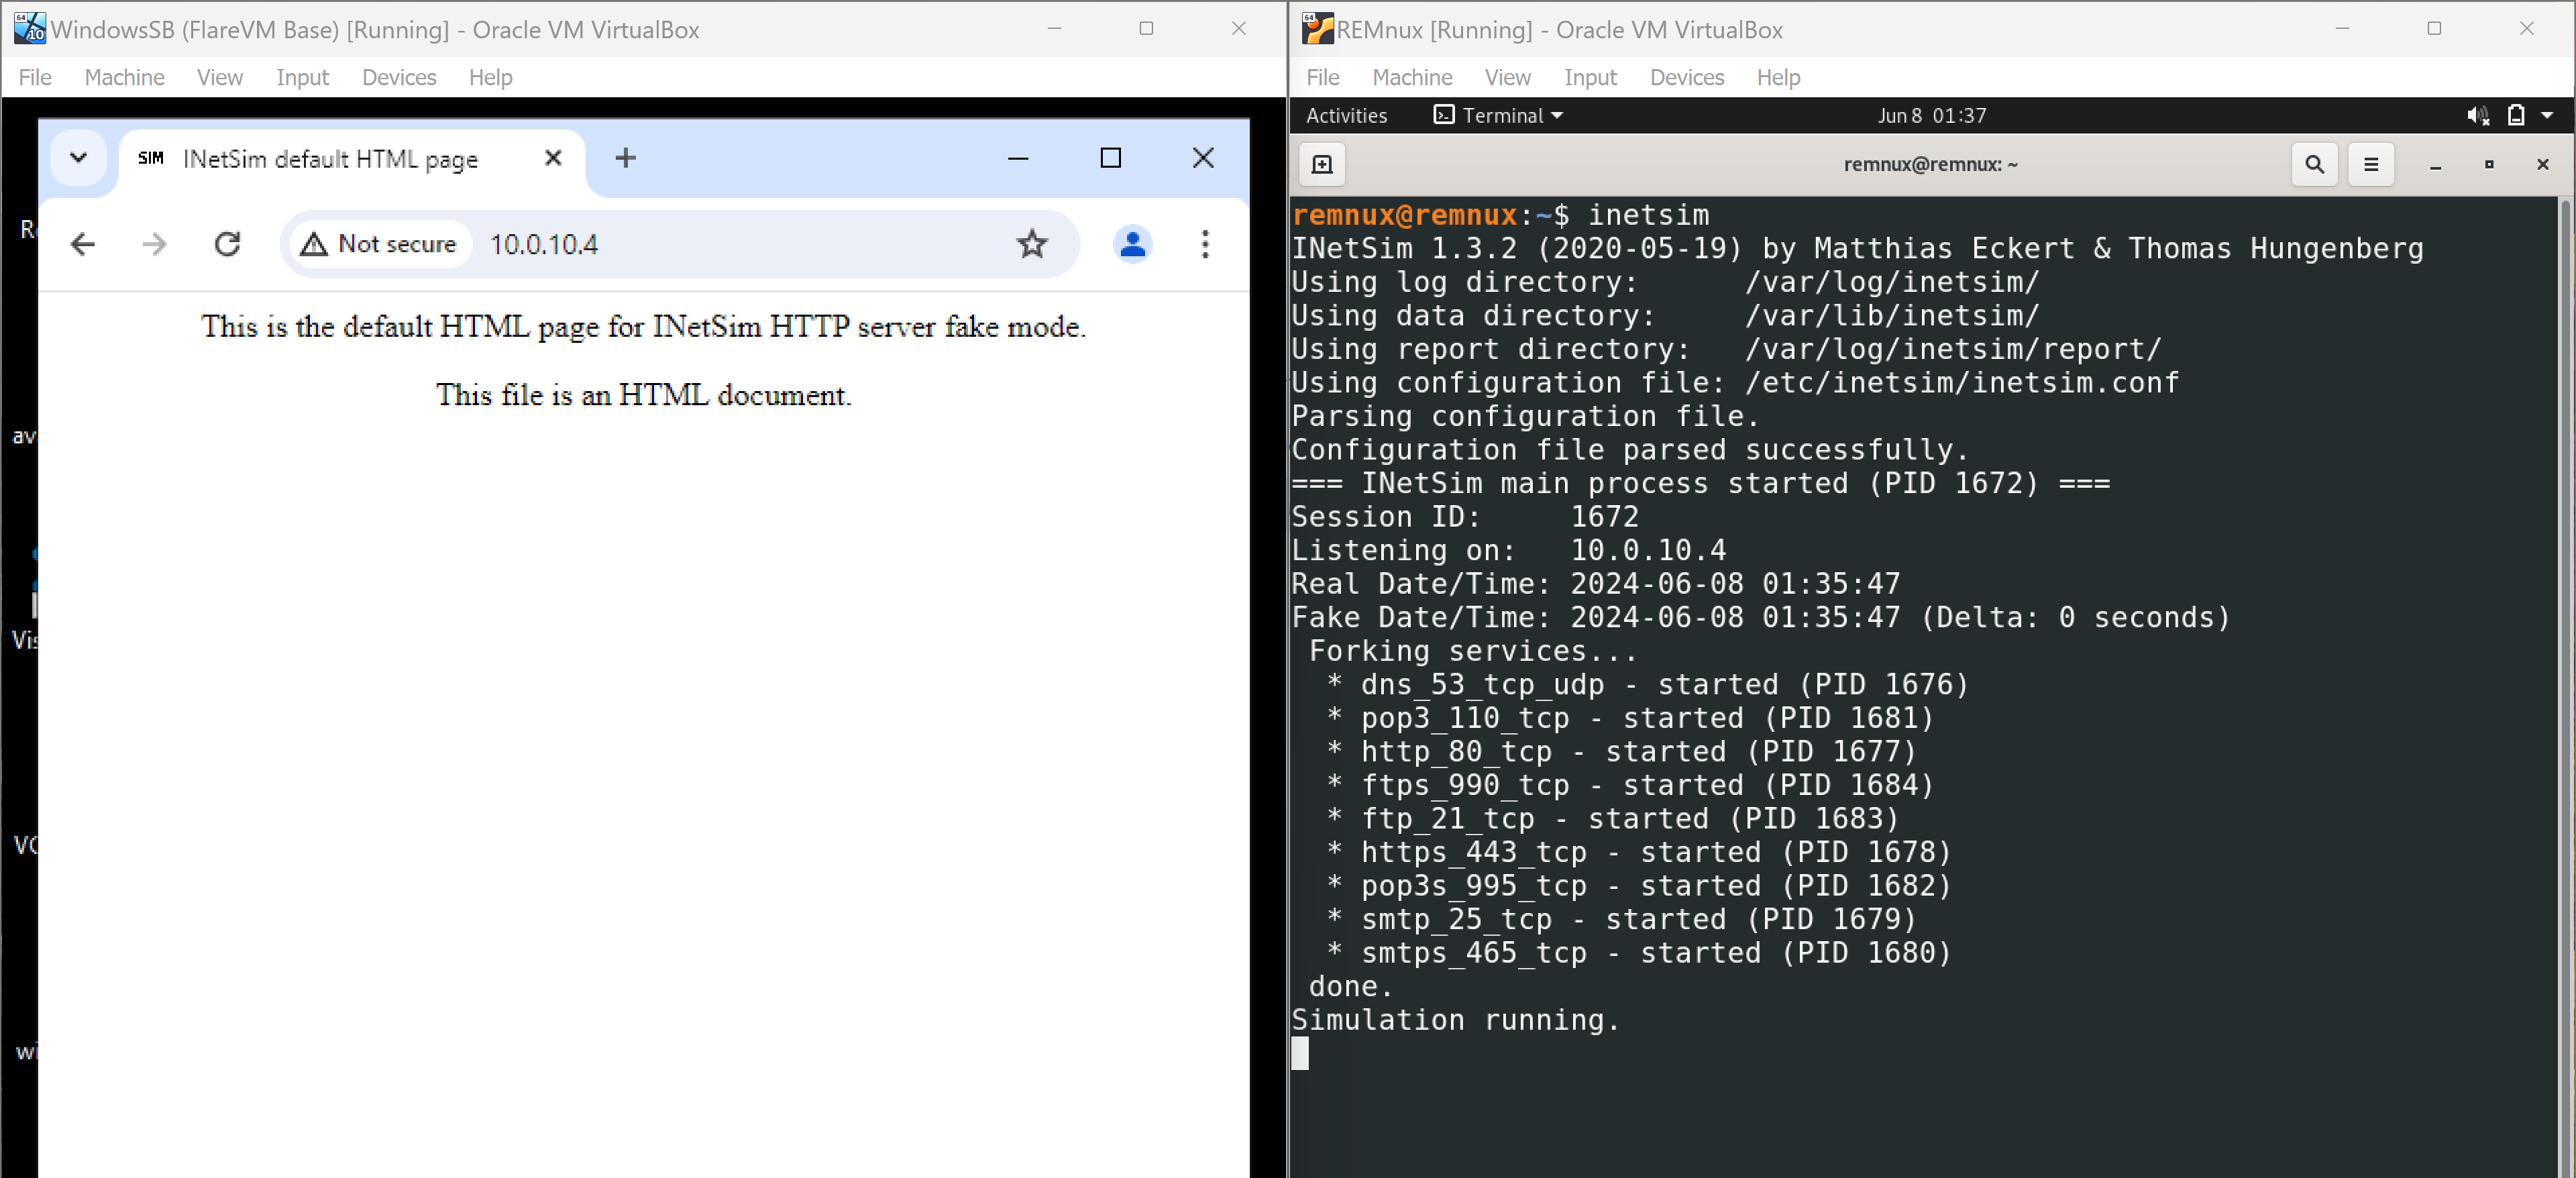 WindowsSB (FlareVM Base) [Running] - Oracle VM VirtualBox
File Machine View Input Devices Help
SIM INetSim default HTML page
Not secure 10.0.10.4
This is the default HTML page for INetSim HTTP server fake mode.
This file is an HTML document.
REMnux [Running] - Oracle VM VirtualBox
File Machine View Input Devices Help
Activities Terminal Jun 8 01:37
remnux@remnux: ~
remnux@remnux:~$ inetsim
INetSim 1.3.2 (2020-05-19) by Matthias Eckert & Thomas Hungenberg
Using log directory: /var/log/inetsim/
Using data directory: /var/lib/inetsim/
Using report directory: /var/log/inetsim/report/
Using configuration file: /etc/inetsim/inetsim.conf
Parsing configuration file.
Configuration file parsed successfully.
=== INetSim main process started (PID 1672) ===
Session ID: 1672
Listening on: 10.0.10.4
Real Date/Time: 2024-06-08 01:35:47
Fake Date/Time: 2024-06-08 01:35:47 (Delta: 0 seconds)
Forking services...
* dns_53_tcp_udp - started (PID 1676)
* pop3_110_tcp - started (PID 1681)
* http_80_tcp - started (PID 1677)
* ftps_990_tcp - started (PID 1684)
* ftp_21_tcp - started (PID 1683)
* https_443_tcp - started (PID 1678)
* pop3s_995_tcp - started (PID 1682)
* smtp_25_tcp - started (PID 1679)
* smtps_465_tcp - started (PID 1680)
done.
Simulation running.